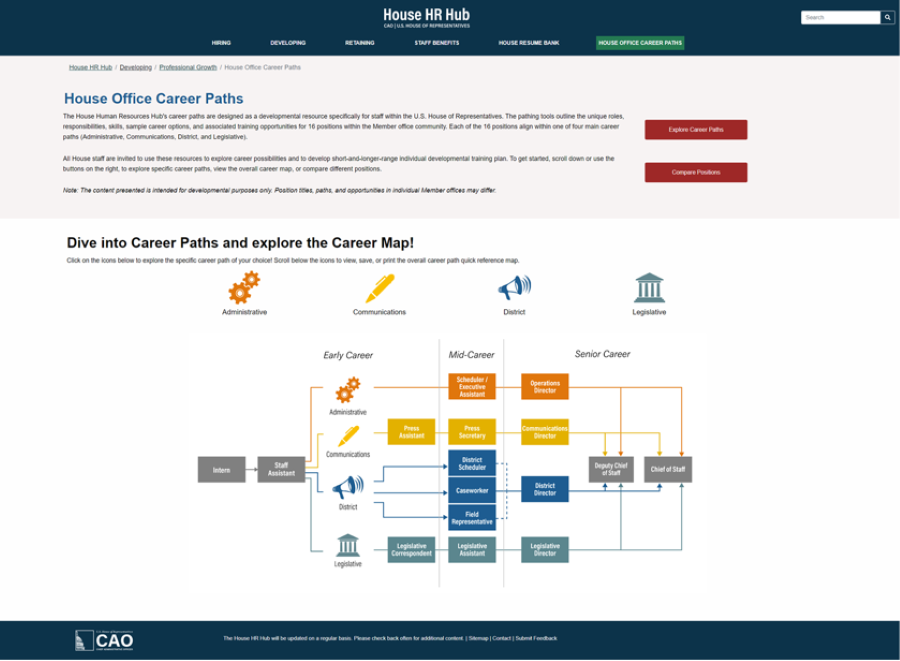 House HR Hub
CAO | U.S. HOUSE OF REPRESENTATIVES
Search
HIRING
DEVELOPING
RETAINING
STAFF BENEFITS
HOUSE RESUME BANK
HOUSE OFFICE CAREER PATHS
House HR Hub / Developing / Professional Growth / House Office Career Paths
House Office Career Paths
The House Human Resources Hub's career paths are designed as a developmental resource specifically for staff within the U.S. House of Representatives. The pathing tools outline the unique roles,
responsibilities, skills, sample career options, and associated training opportunities for 16 positions within the Member office community. Each of the 16 positions align within one of four main career
paths (Administrative, Communications, District, and Legislative).
Explore Career Paths
All House staff are invited to use these resources to explore career possibilities and to develop short-and-longer-range individual developmental training plan. To get started, scroll down or use the
buttons on the right, to explore specific career paths, view the overall career map, or compare different positions.
Compare Positions
Note: The content presented is intended for developmental purposes only. Position titles, paths, and opportunities in individual Member offices may differ.
Dive into Career Paths and explore the Career Map!
Click on the icons below to explore the specific career path of your choice! Scroll below the icons to view, save, or print the overall career path quick reference map.
Administrative
Communications
District
Legislative
Early Career
Mid-Career
Senior Career
Administrative
Scheduler /
Executive
Assistant
Operations
Director
Communications
Press
Assistant
Press
Secretary
Communications
Director
Intern
Staff
Assistant
District
District
Scheduler
Caseworker
Field
Representative
District
Director
Deputy Chief
of Staff
Chief of Staff
Legislative
Legislative
Correspondent
Legislative
Assistant
Legislative
Director
CAO
The House HR Hub will be updated on a regular basis. Please check back often for additional content. | Sitemap | Contact | Submit Feedback